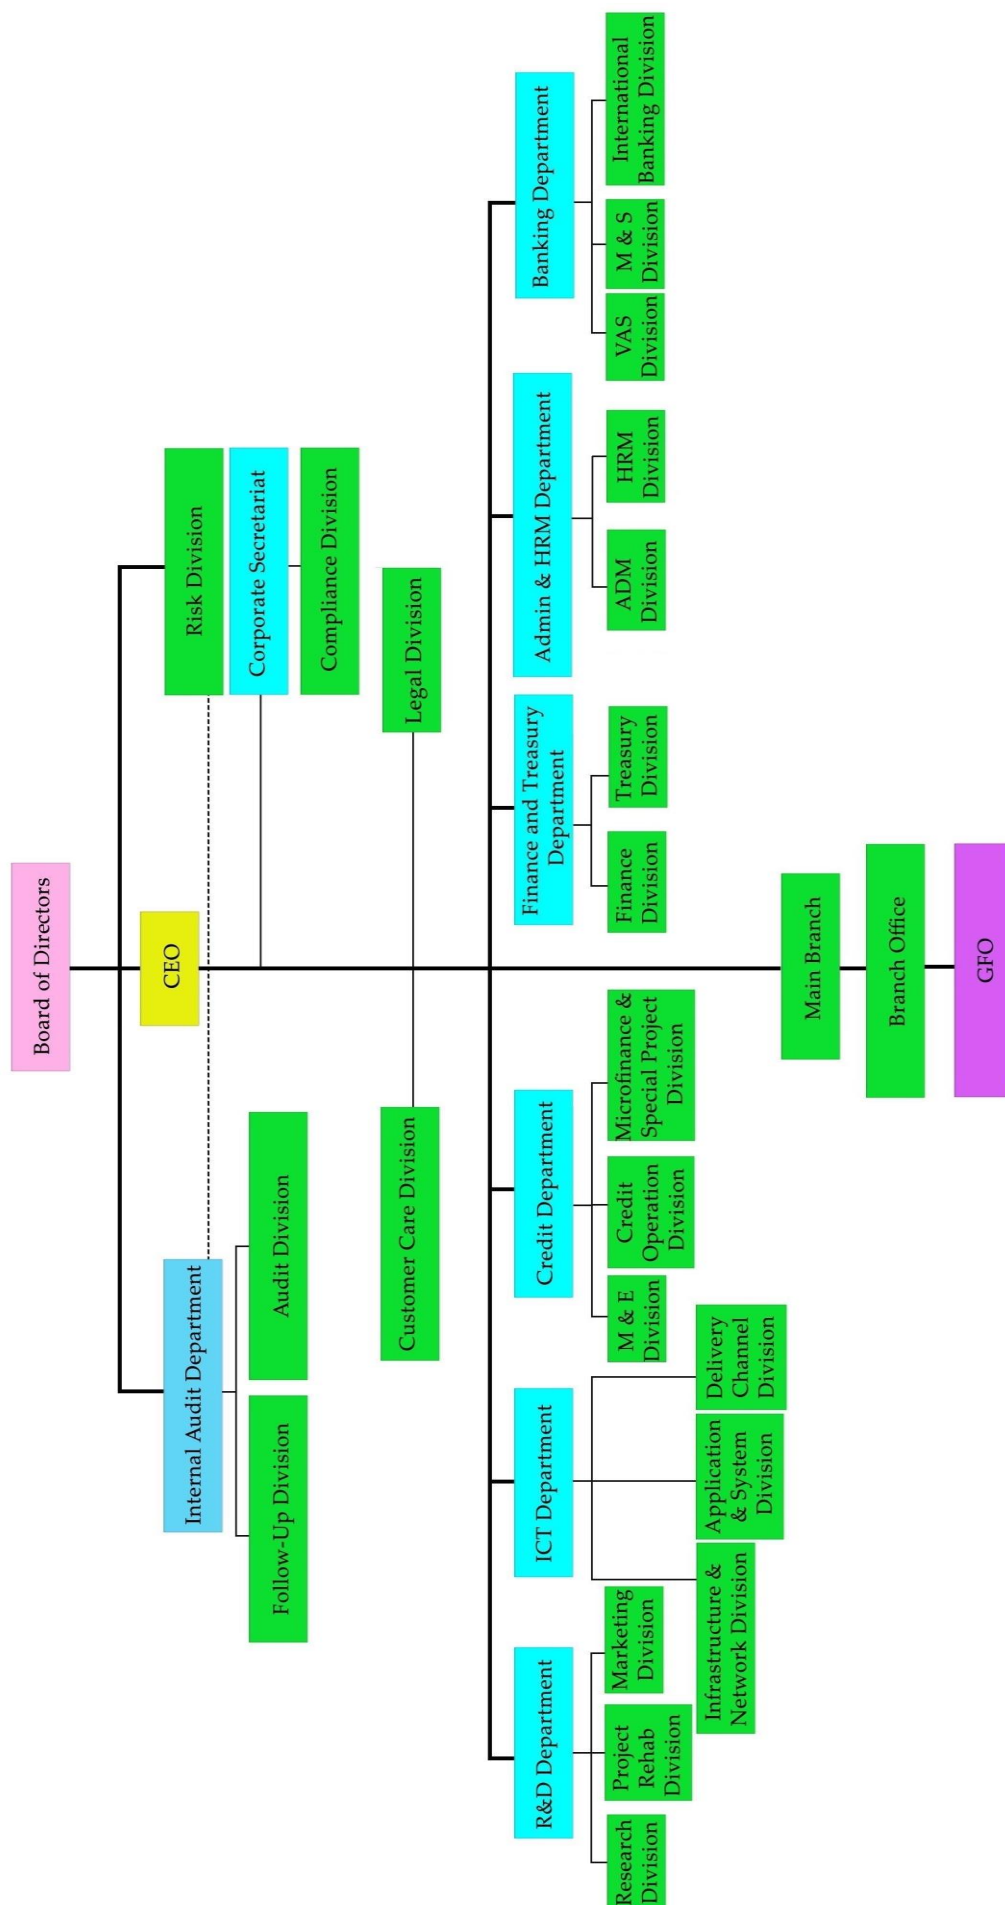 Board of Directors
CEO
Internal Audit Department
Risk Division
Follow-Up Division
Audit Division
Corporate Secretariat
Compliance Division
Customer Care Division
Legal Division
R&D Department
ICT Department
Credit Department
Finance and Treasury
Department
Admin & HRM Department
Banking Department
Research
Division
Project
Rehab
Division
Marketing
Division
Infrastructure &
Network Division
Application
& System
Division
Delivery
Channel
Division
M & E
Division
Credit
Operation
Division
Microfinance &
Special Project
Division
Finance
Division
Treasury
Division
ADM
Division
HRM
Division
VAS
Division
M & S
Division
International
Banking Division
Main Branch
Branch Office
GFO